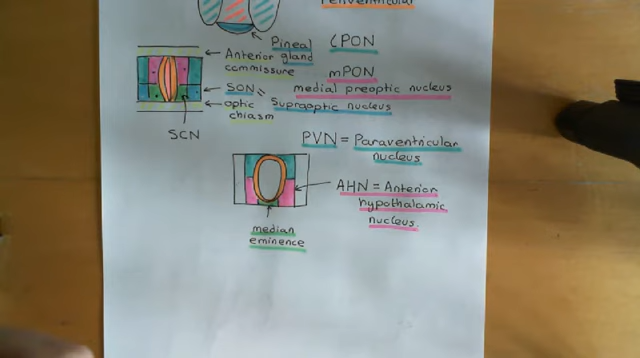 Periventricular
Pineal
gland
LPON
Anterior
commissure
mPON
SON =
medial preoptic nucleus
optic
chiasm
Supraoptic nucleus
SCN
PVN = Paraventricular
nucleus
AHN = Anterior
hypothalamic
nucleus.
median
eminence